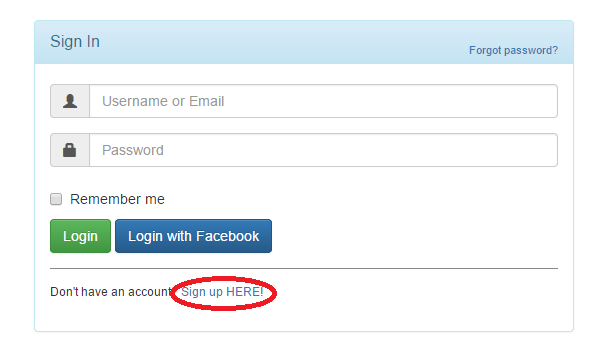 Sign In
Forgot password?
Username or Email
Password
Remember me
Login
Login with Facebook
Don't have an account Sign up HERE!